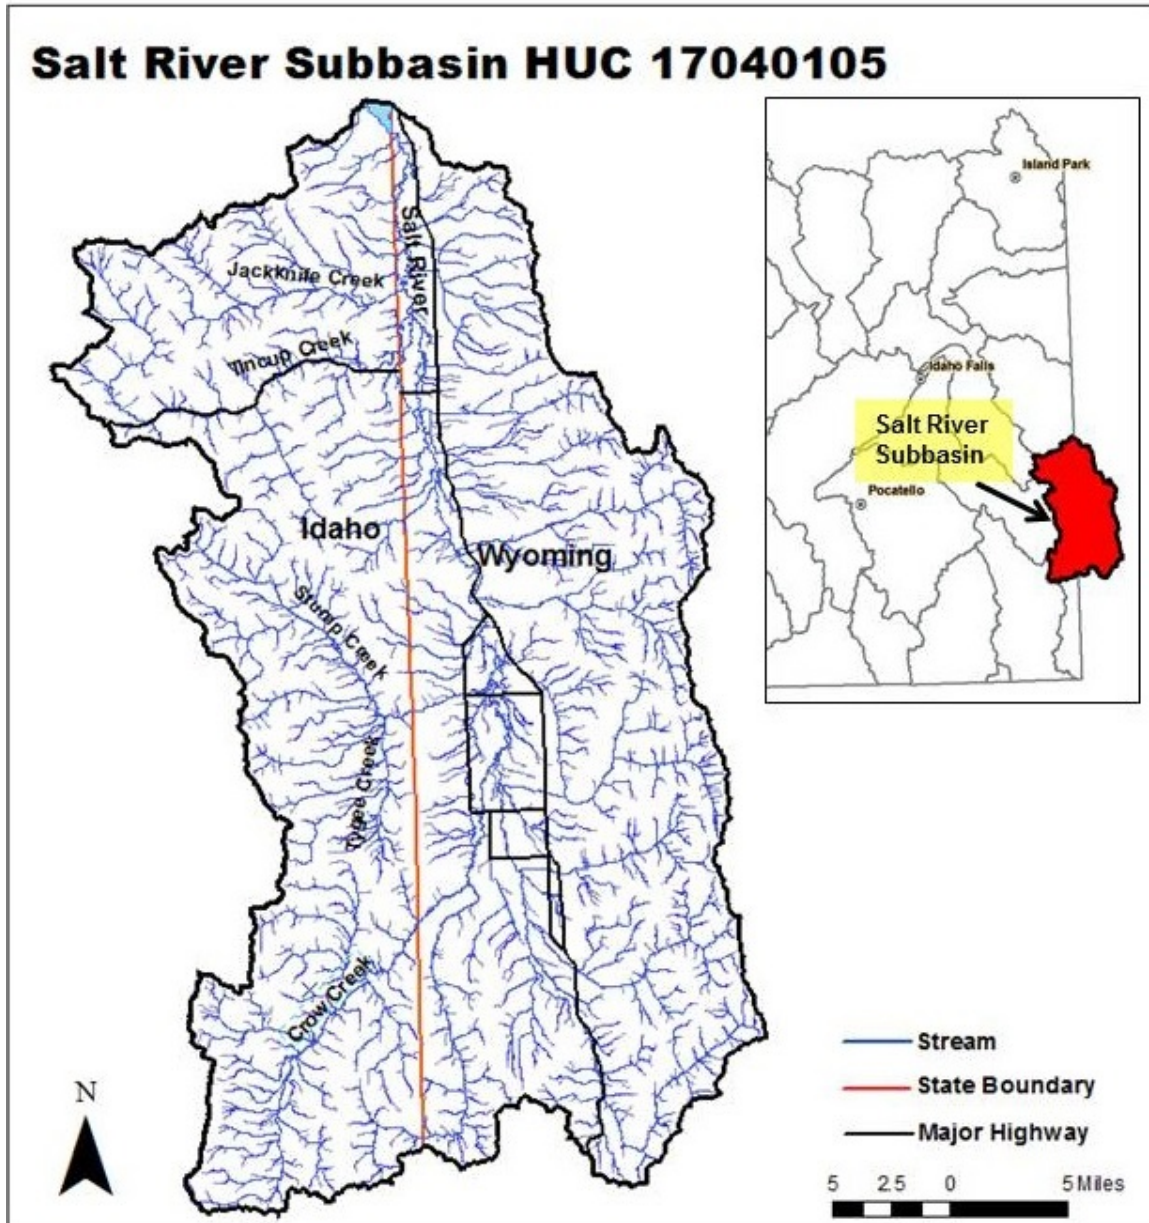 Salt River Subbasin HUC 17040105
Island Park
Salt River
Jackknife Creek
Tincup Creek
Idaho Falls
Salt River
Subbasin
Pocatello
Idaho
Wyoming
Stump Creek
Tygee Creek
Crow Creek
Stream
State Boundary
Major Highway
N
5 2.5 0 5 Miles